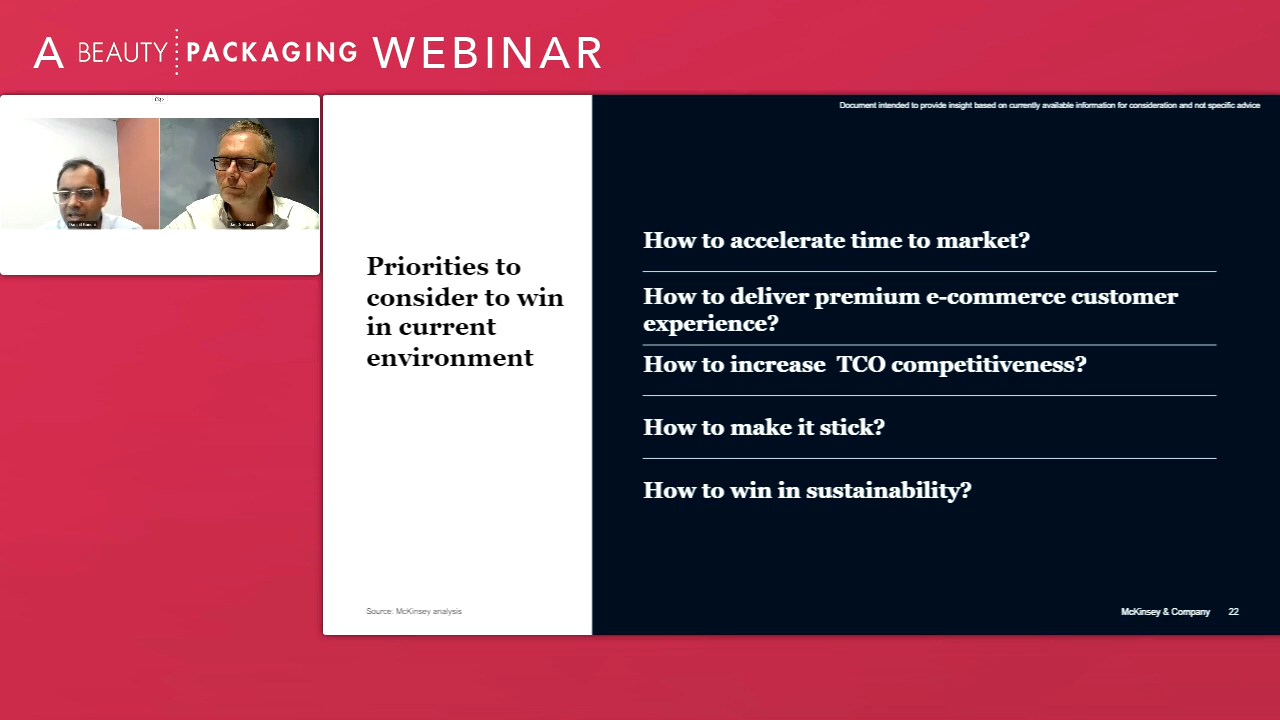 A BEAUTY PACKAGING WEBINAR
Document intended to provide insight based on currently available information for consideration and not specific advice
Priorities to
consider to win
in current
environment
How to accelerate time to market?
How to deliver premium e-commerce customer
experience?
How to increase  TCO competitiveness?
How to make it stick?
How to win in sustainability?
Source: McKinsey analysis
McKinsey & Company 22